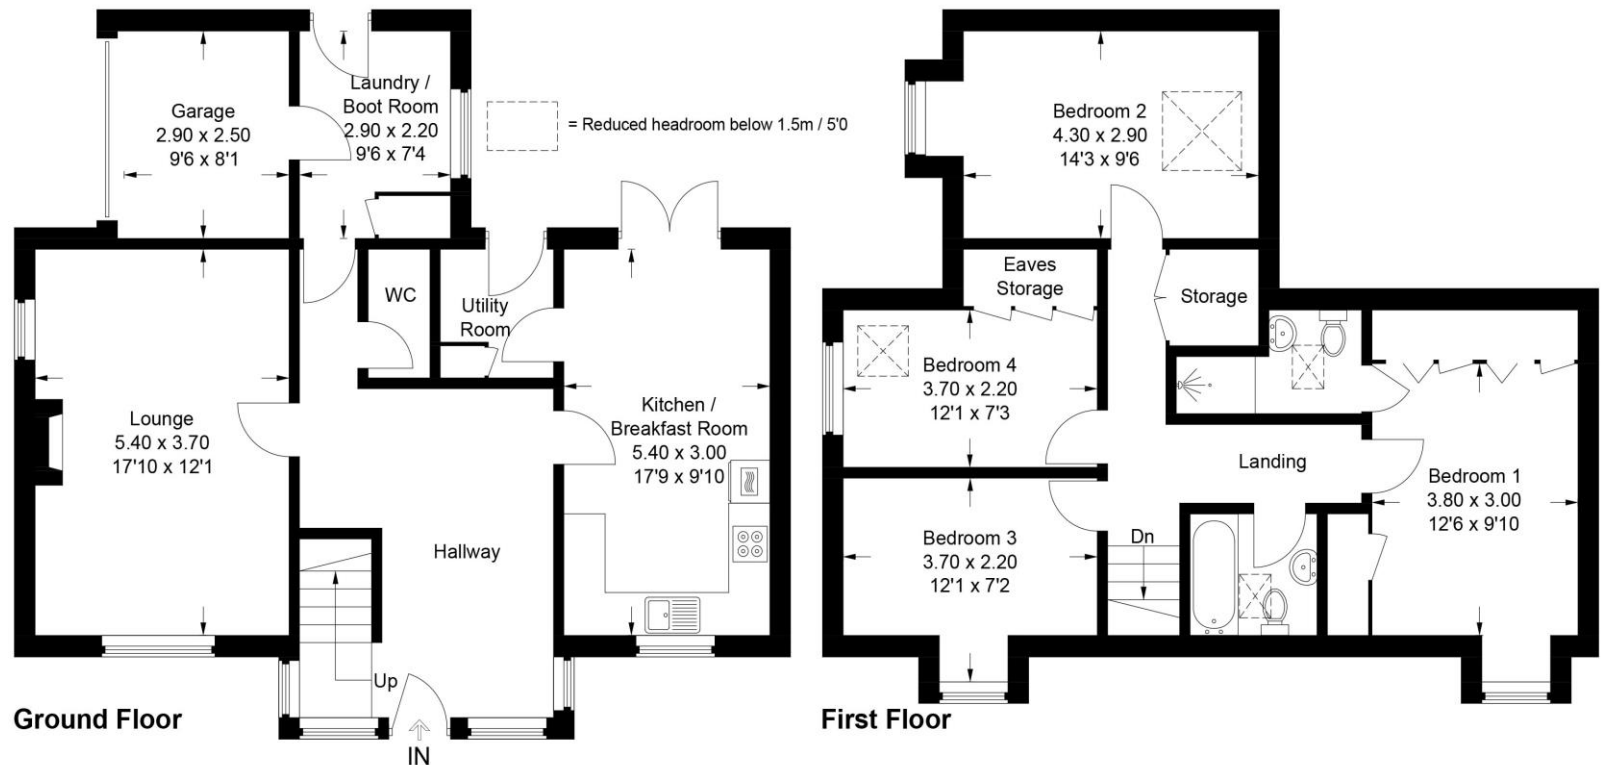 Garage
2.90 x 2.50
9'6 x 8'1
Laundry /
Boot Room
2.90 x 2.20
9'6 x 7'4
= Reduced headroom below 1.5m / 5'0
WC
Utility
Room
Lounge
5.40 x 3.70
17'10 x 12'1
Kitchen /
Breakfast Room
5.40 x 3.00
17'9 x 9'10
Hallway
Up
IN
Ground Floor
Bedroom 2
4.30 x 2.90
14'3 x 9'6
Eaves
Storage
Storage
Bedroom 4
3.70 x 2.20
12'1 x 7'3
Landing
Bedroom 1
3.80 x 3.00
12'6 x 9'10
Bedroom 3
3.70 x 2.20
12'1 x 7'2
Dn
First Floor